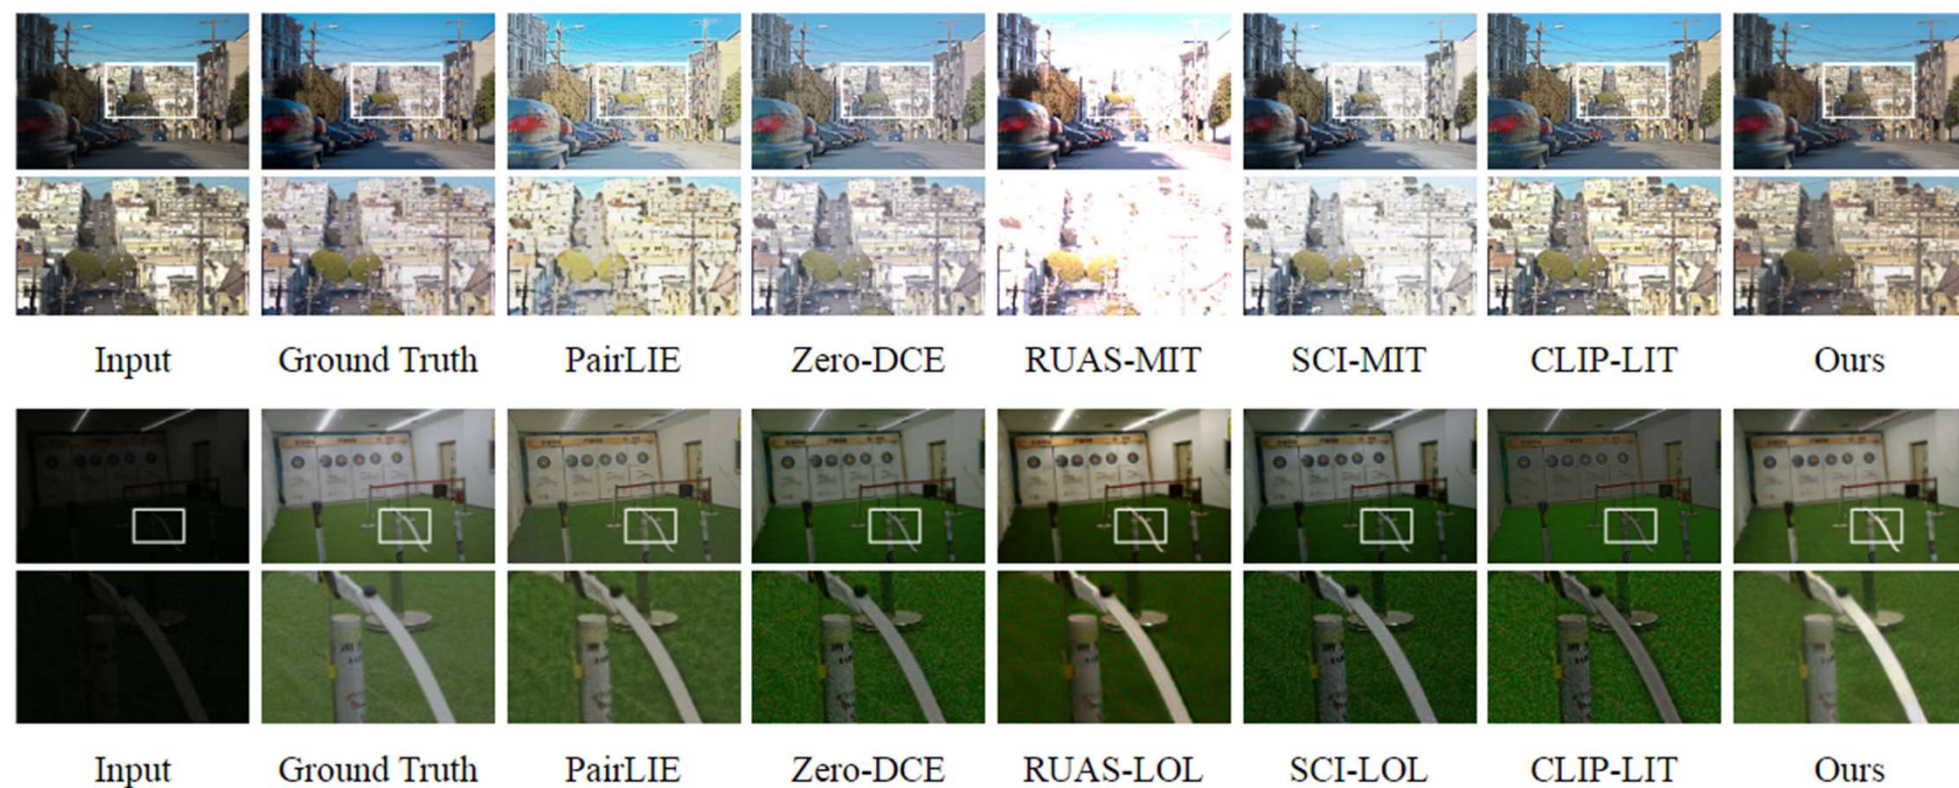 Input Ground Truth PairLIE Zero-DCE RUAS-MIT SCI-MIT CLIP-LIT Ours
Input Ground Truth PairLIE Zero-DCE RUAS-LOL SCI-LOL CLIP-LIT Ours